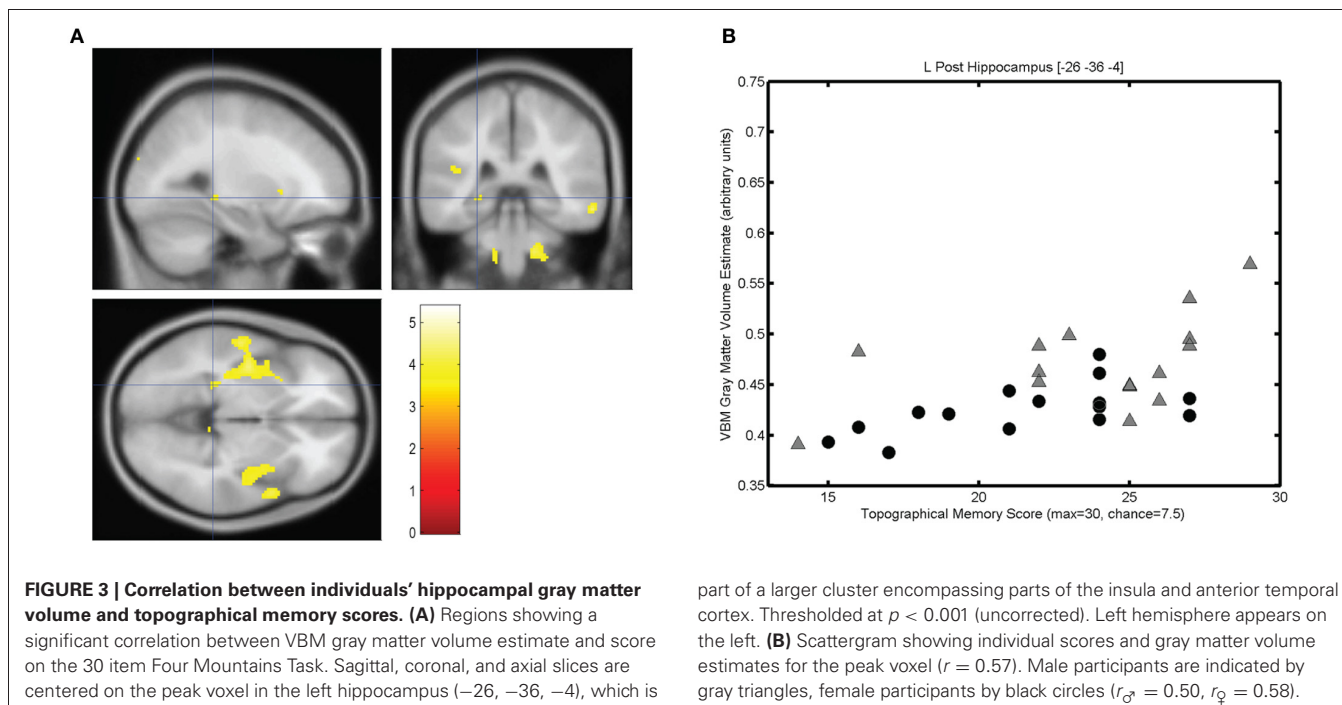 A
5
4
3
2
1
0
B
L Post Hippocampus [-26 -36 -4]
VBM Gray Matter Volume Estimate (arbitrary units)
0.75
0.7
0.65
0.6
0.55
0.5
0.45
0.4
0.35
15 20 25 30
Topographical Memory Score (max=30, chance=7.5)
FIGURE 3 | Correlation between individuals’ hippocampal gray matter
volume and topographical memory scores. (A) Regions showing a
significant correlation between VBM gray matter volume estimate and score
on the 30 item Four Mountains Task. Sagittal, coronal, and axial slices are
centered on the peak voxel in the left hippocampus (−26, −36, −4), which is
part of a larger cluster encompassing parts of the insula and anterior temporal
cortex. Thresholded at p < 0.001 (uncorrected). Left hemisphere appears on
the left. (B) Scattergram showing individual scores and gray matter volume
estimates for the peak voxel (r = 0.57). Male participants are indicated by
gray triangles, female participants by black circles (r♂ = 0.50, r♀ = 0.58).